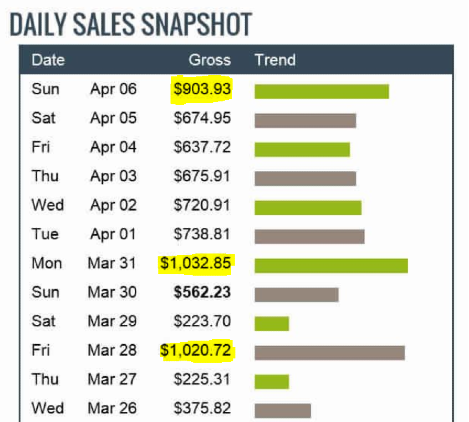 DAILY SALES SNAPSHOT
Date Gross Trend
Sun Apr 06 $903.93
Sat Apr 05 $674.95
Fri Apr 04 $637.72
Thu Apr 03 $675.91
Wed Apr 02 $720.91
Tue Apr 01 $738.81
Mon Mar 31 $1,032.85
Sun Mar 30 $562.23
Sat Mar 29 $223.70
Fri Mar 28 $1,020.72
Thu Mar 27 $225.31
Wed Mar 26 $375.82